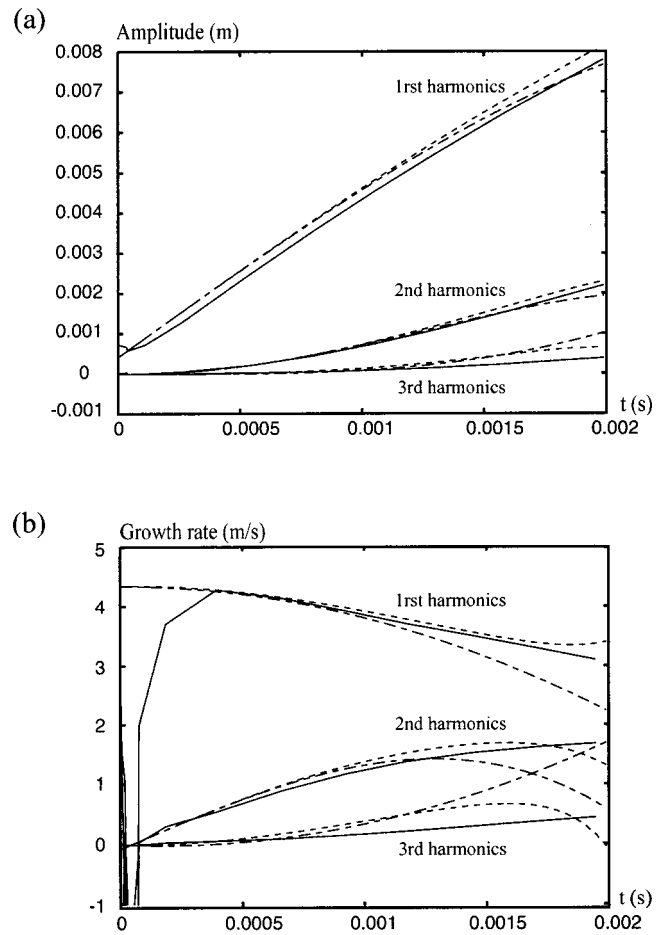 (a)
Amplitude (m)
0.008
0.007
0.006
0.005
0.004
0.003
0.002
0.001
0
-0.001
1rst harmonics
2nd harmonics
3rd harmonics
t (s)
0
0.0005
0.001
0.0015
0.002
(b)
Growth rate (m/s)
5
4
3
2
1
0
-1
1rst harmonics
2nd harmonics
3rd harmonics
t (s)
0
0.0005
0.001
0.0015
0.002